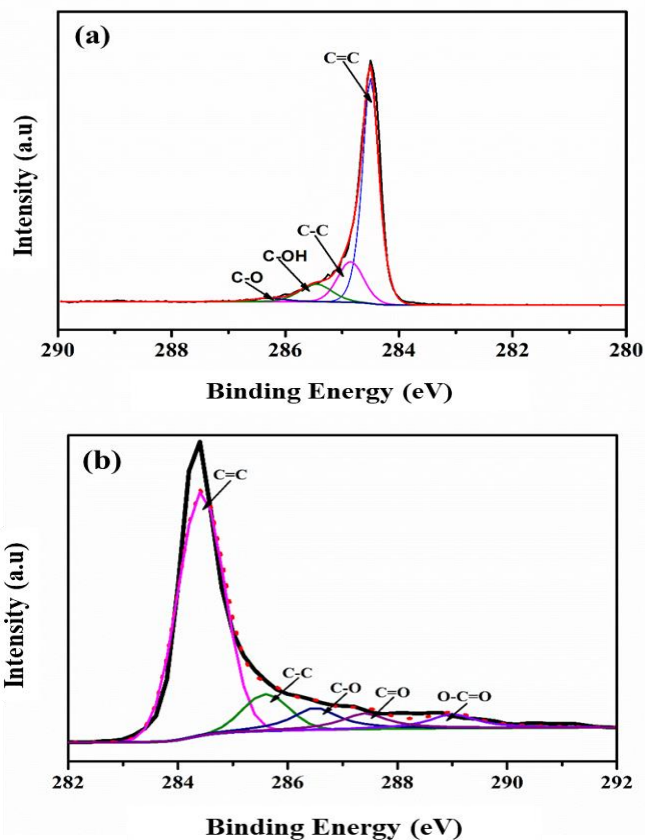 (a)
C=C
C-C
C-OH
C-O
Intensity (a.u)
290 288 286 284 282 280
Binding Energy (eV)
(b)
C=C
C-C
C-O
C=O
O-C=O
Intensity (a.u)
282 284 286 288 290 292
Binding Energy (eV)